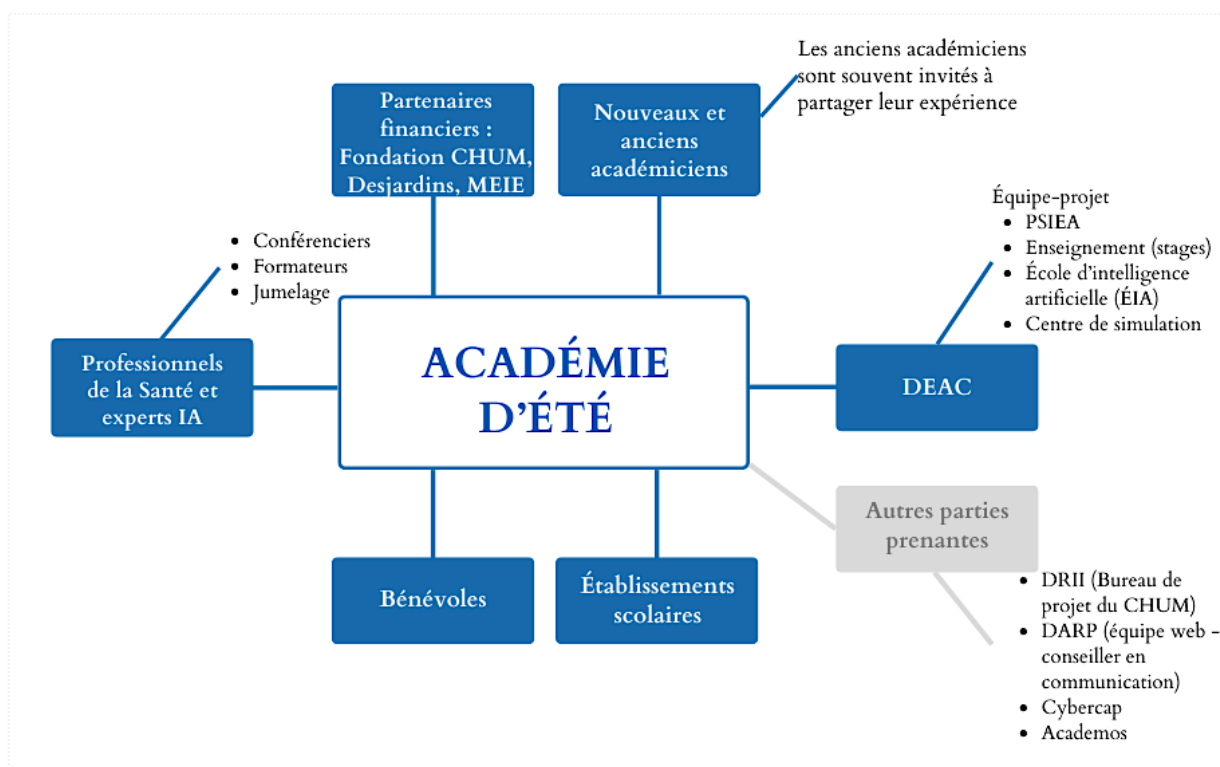 Les anciens académiciens
sont souvent invités à
partager leur expérience
Partenaires
financiers :
Fondation CHUM,
Desjardins, MEIE
Nouveaux et
anciens
académiciens
Équipe-projet
• PSIEA
• Enseignement (stages)
• École d'intelligence
artificielle (ÉIA)
• Centre de simulation
• Conférenciers
• Formateurs
• Jumelage
Professionnels
de la Santé et
experts IA
ACADÉMIE
D'ÉTÉ
DEAC
Autres parties
prenantes
Bénévoles
Établissements
scolaires
• DRII (Bureau de
projet du CHUM)
• DARP (équipe web -
conseiller en
communication)
• Cybercap
• Academos